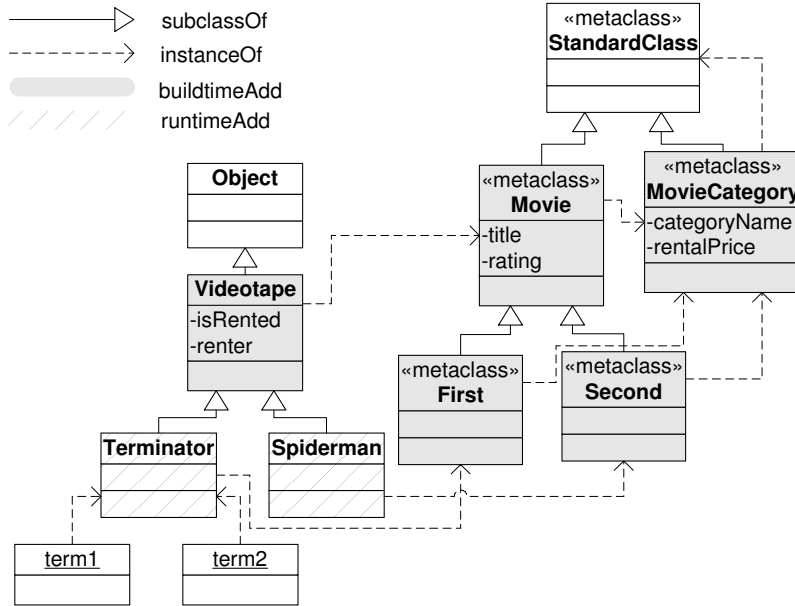 subclassOf
instanceOf
buildtimeAdd
runtimeAdd
«metaclass»
StandardClass
Object
«metaclass»
Movie
-title
-rating
«metaclass»
MovieCategory
-categoryName
-rentalPrice
Videotape
-isRented
-renter
«metaclass»
First
«metaclass»
Second
Terminator
Spiderman
term1
term2